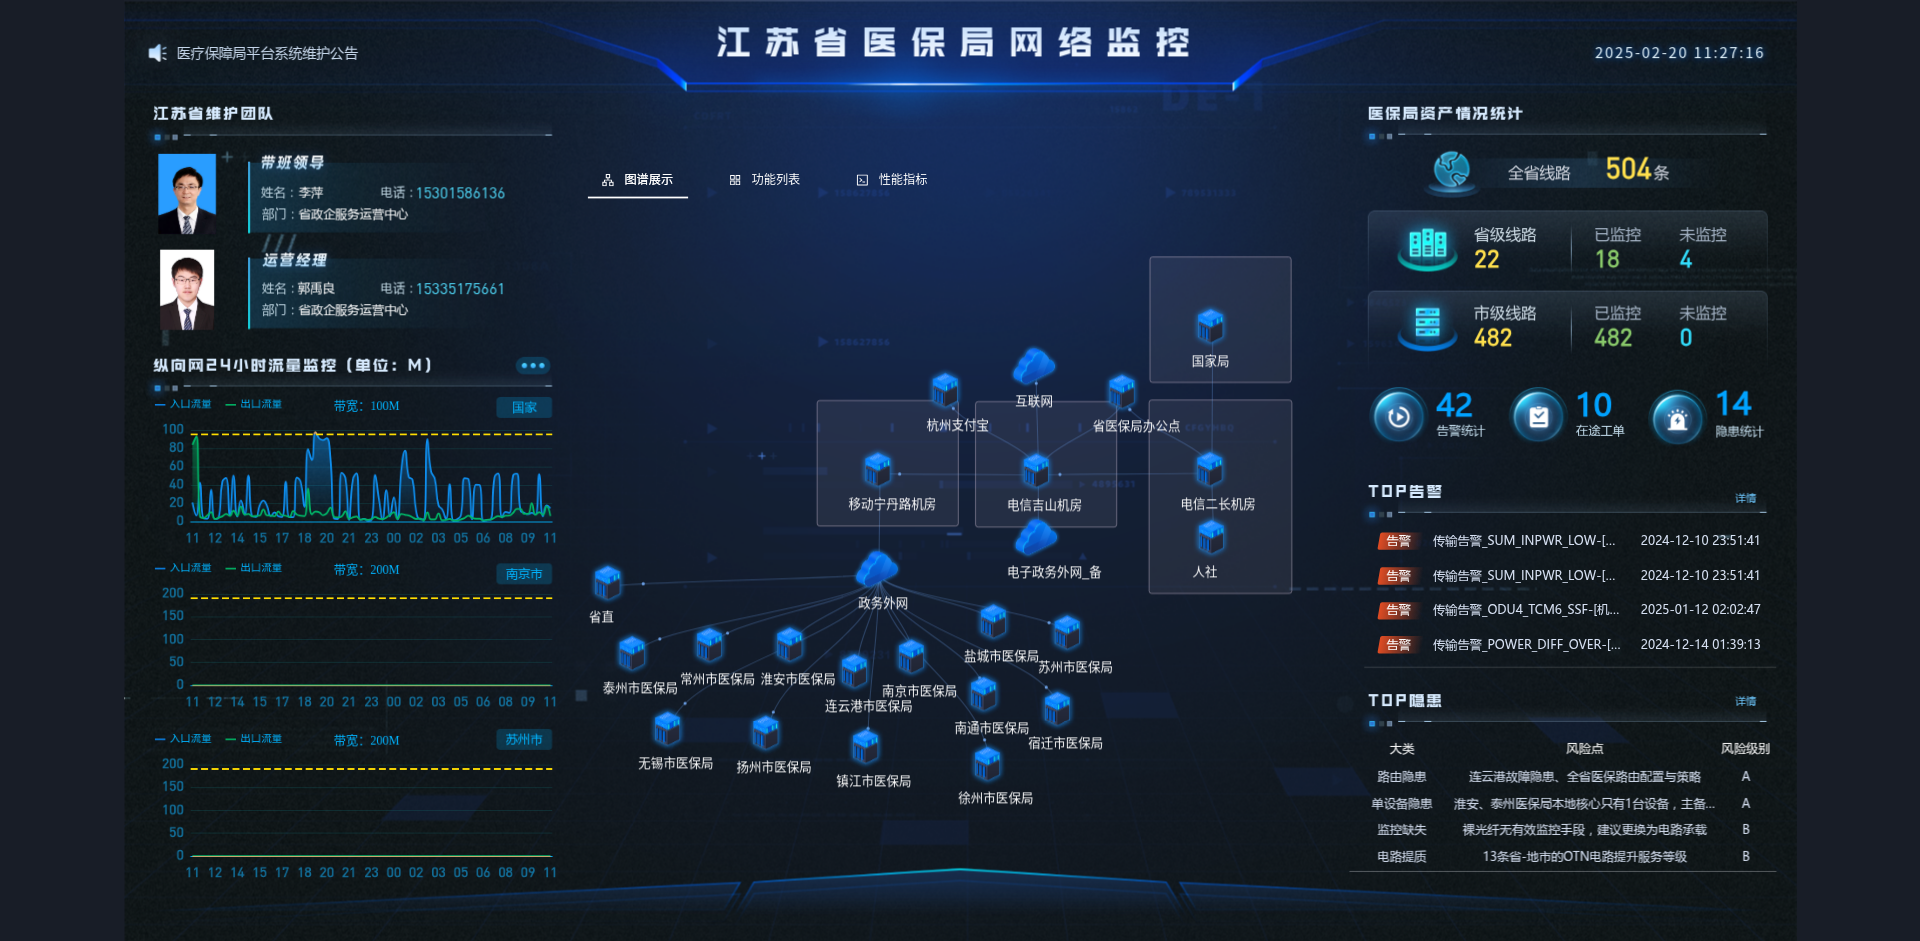 江苏省医保局网络监控
医疗保障局平台系统维护公告
2025-02-20 11:27:16
江苏省维护团队
带班领导
姓名：李萍 电话：15301586136
部门：省政企服务运营中心
运营经理
姓名：郭禹良 电话：15335175661
部门：省政企服务运营中心
纵向网24小时流量监控（单位：M）
入口流量 出口流量 带宽：100M 国家
100
80
60
40
20
0
11 12 14 15 17 18 20 21 23 00 02 03 05 06 08 09 11
入口流量 出口流量 带宽：200M 南京市
200
150
100
50
0
11 12 14 15 17 18 20 21 23 00 02 03 05 06 08 09 11
入口流量 出口流量 带宽：200M 苏州市
200
150
100
50
0
11 12 14 15 17 18 20 21 23 00 02 03 05 06 08 09 11
图谱展示 功能列表 性能指标
国家局
互联网
杭州支付宝
省医保局办公点
移动宁丹路机房
电信吉山机房
电信二长机房
电子政务外网_备
人社
政务外网
省直
泰州市医保局
常州市医保局
淮安市医保局
连云港市医保局
南京市医保局
盐城市医保局
苏州市医保局
南通市医保局
宿迁市医保局
无锡市医保局
扬州市医保局
镇江市医保局
徐州市医保局
医保局资产情况统计
全省线路 504条
省级线路 已监控 未监控
22 18 4
市级线路 已监控 未监控
482 482 0
42 10 14
告警统计 在途工单 隐患统计
TOP告警 详情
告警 传输告警_SUM_INPWR_LOW-[... 2024-12-10 23:51:41
告警 传输告警_SUM_INPWR_LOW-[... 2024-12-10 23:51:41
告警 传输告警_ODU4_TCM6_SSF-[机... 2025-01-12 02:02:47
告警 传输告警_POWER_DIFF_OVER-[... 2024-12-14 01:39:13
TOP隐患 详情
大类 风险点 风险级别
路由隐患 连云港故障隐患、全省医保路由配置与策略 A
单设备隐患 淮安、泰州医保局本地核心只有1台设备，主备... A
监控缺失 裸光纤无有效监控手段，建议更换为电路承载 B
电路提质 13条省-地市的OTN电路提升服务等级 B